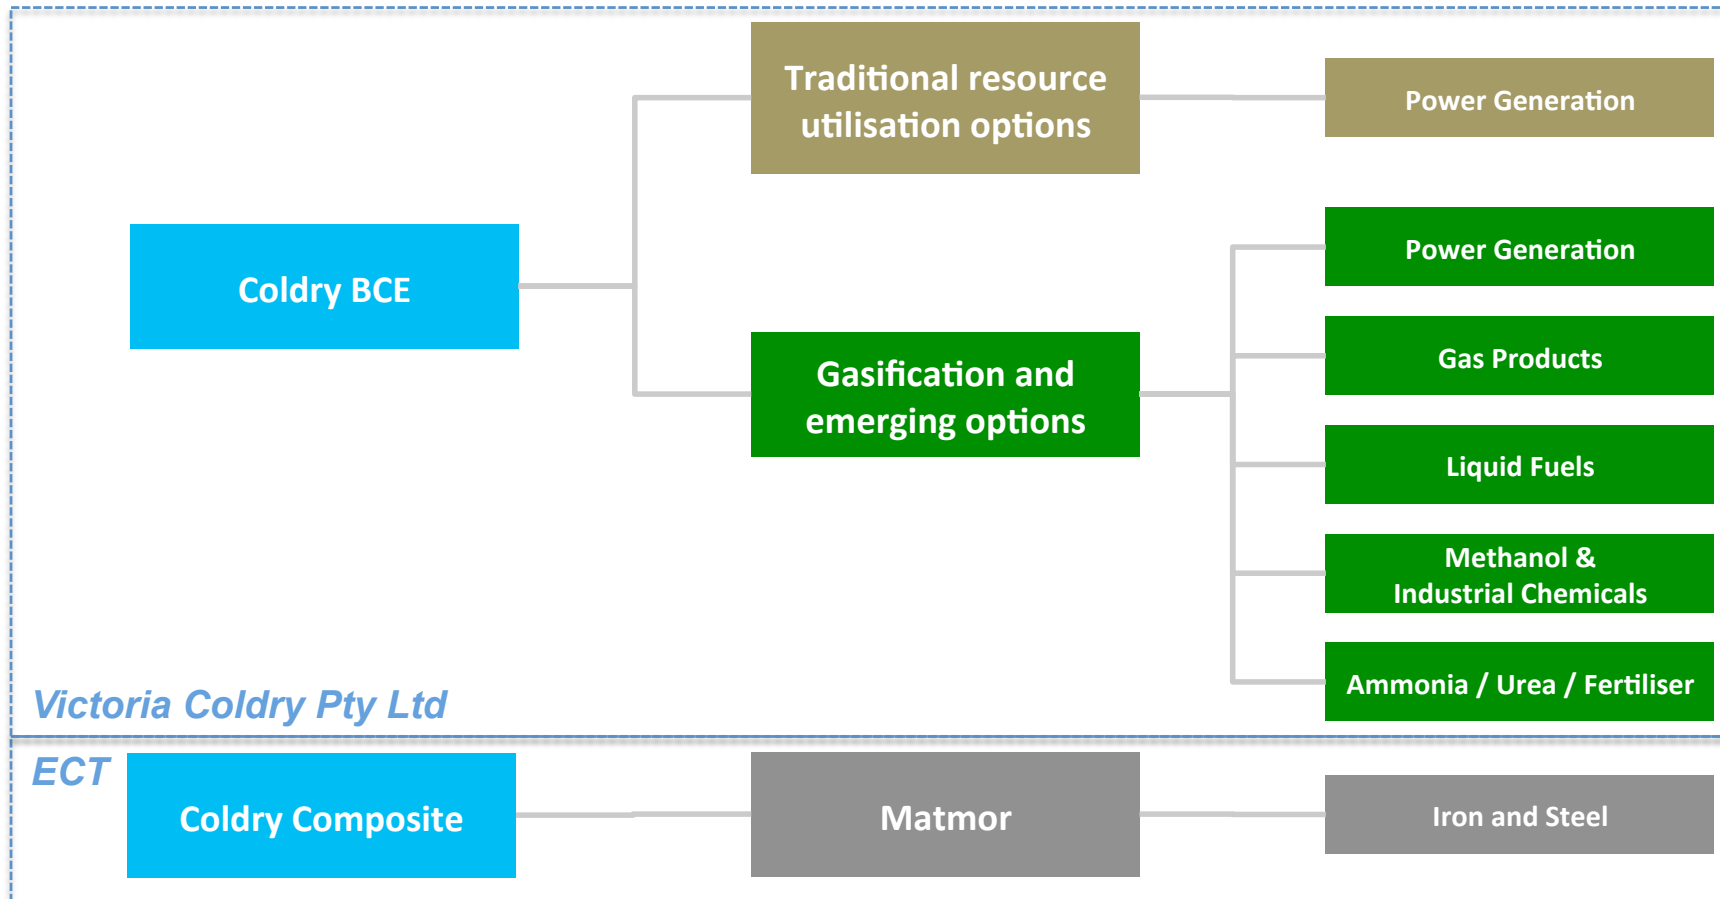 Traditional resource
utilisation options
Power Generation
Coldry BCE
Power Generation
Gasification and
emerging options
Gas Products
Liquid Fuels
Methanol &
Industrial Chemicals
Ammonia / Urea / Fertiliser
Victoria Coldry Pty Ltd
ECT
Coldry Composite
Matmor
Iron and Steel